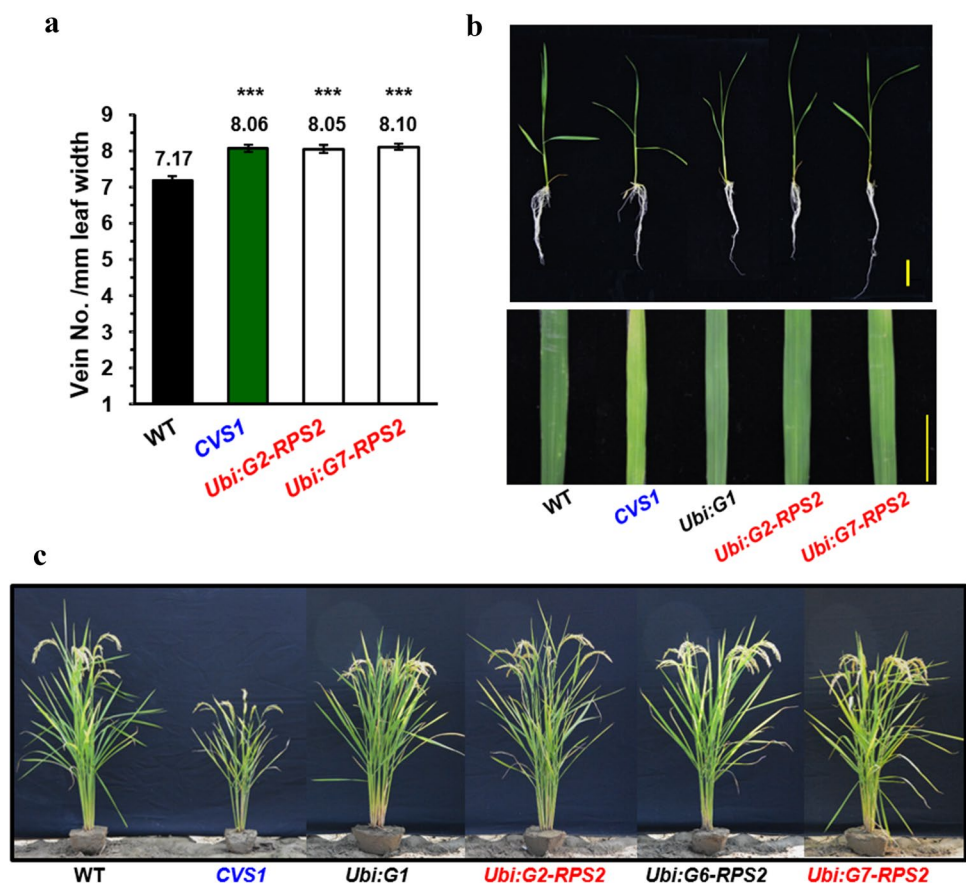 a
***
***
***
8.06
8.05
8.10
7.17
Vein No. /mm leaf width
9
8
7
6
5
4
3
2
1
WT
CVS1
Ubi:G2-RPS2
Ubi:G7-RPS2
b
WT
CVS1
Ubi:G1
Ubi:G2-RPS2
Ubi:G7-RPS2
c
WT
CVS1
Ubi:G1
Ubi:G2-RPS2
Ubi:G6-RPS2
Ubi:G7-RPS2